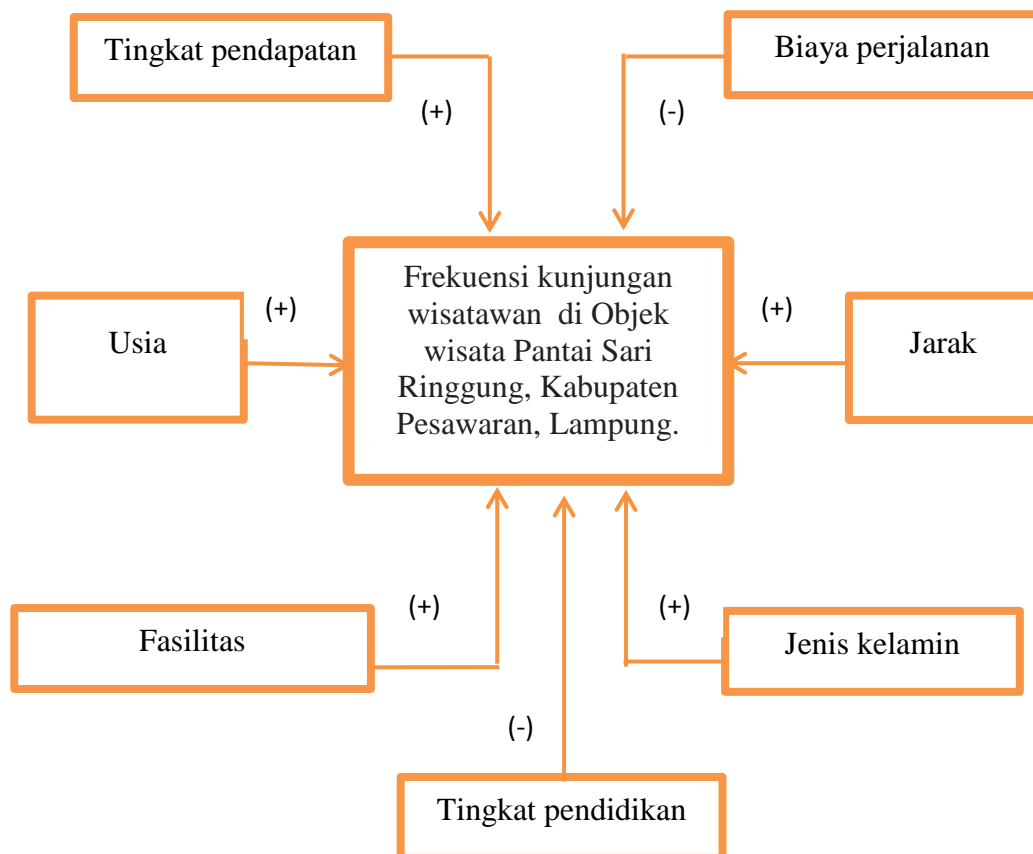 Tingkat pendapatan
Biaya perjalanan
(+)
(-)
Frekuensi kunjungan
wisatawan di Objek
wisata Pantai Sari
Ringgung, Kabupaten
Pesawaran, Lampung.
Usia
(+)
(+)
Jarak
Fasilitas
(+)
(+)
Jenis kelamin
(-)
Tingkat pendidikan